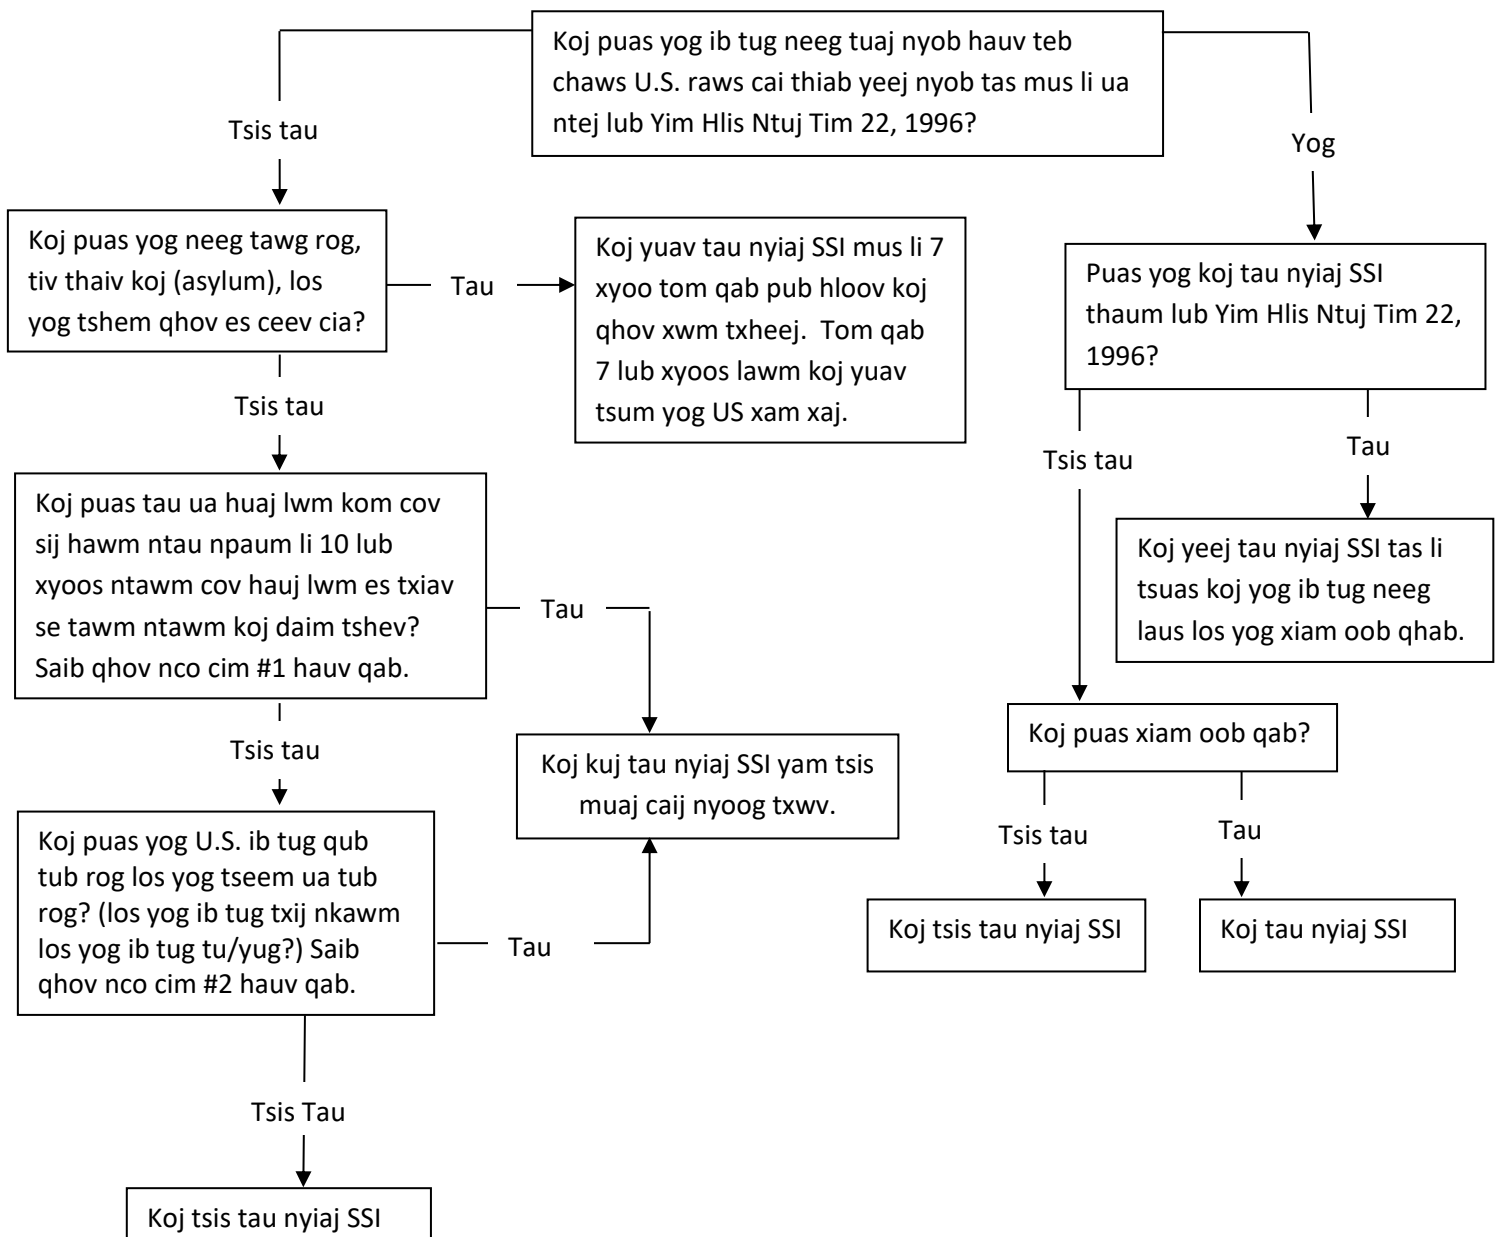 Koj puas yog ib tug neeg tuaj nyob hauv teb
chaws U.S. raws cai thiab yeej nyob tas mus li ua
ntej lub Yim Hlis Ntuj Tim 22, 1996?
Tsis tau
Yog
Koj puas yog neeg tawg rog,
tiv thaiv koj (asylum), los
yog tshem qhov es ceev cia?
Tau
Koj yuav tau nyiaj SSI mus li 7
xyoo tom qab pub hloov koj
qhov xwm txheej. Tom qab
7 lub xyoos lawm koj yuav
tsum yog US xam xaj.
Puas yog koj tau nyiaj SSI
thaum lub Yim Hlis Ntuj Tim 22,
1996?
Tsis tau
Tsis tau
Tau
Koj puas tau ua huaj lwm kom cov
sij hawm ntau npaum li 10 lub
xyoos ntawm cov hauj lwm es txiav
se tawm ntawm koj daim tshev?
Saib qhov nco cim #1 hauv qab.
Tau
Koj yeej tau nyiaj SSI tas li
tsuas koj yog ib tug neeg
laus los yog xiam oob qhab.
Tsis tau
Koj kuj tau nyiaj SSI yam tsis
muaj caij nyoog txwv.
Koj puas xiam oob qab?
Tsis tau
Tau
Koj puas yog U.S. ib tug qub
tub rog los yog tseem ua tub
rog? (los yog ib tug txij nkawm
los yog ib tug tu/yug?) Saib
qhov nco cim #2 hauv qab.
Tau
Koj tsis tau nyiaj SSI
Koj tau nyiaj SSI
Tsis Tau
Koj tsis tau nyiaj SSI